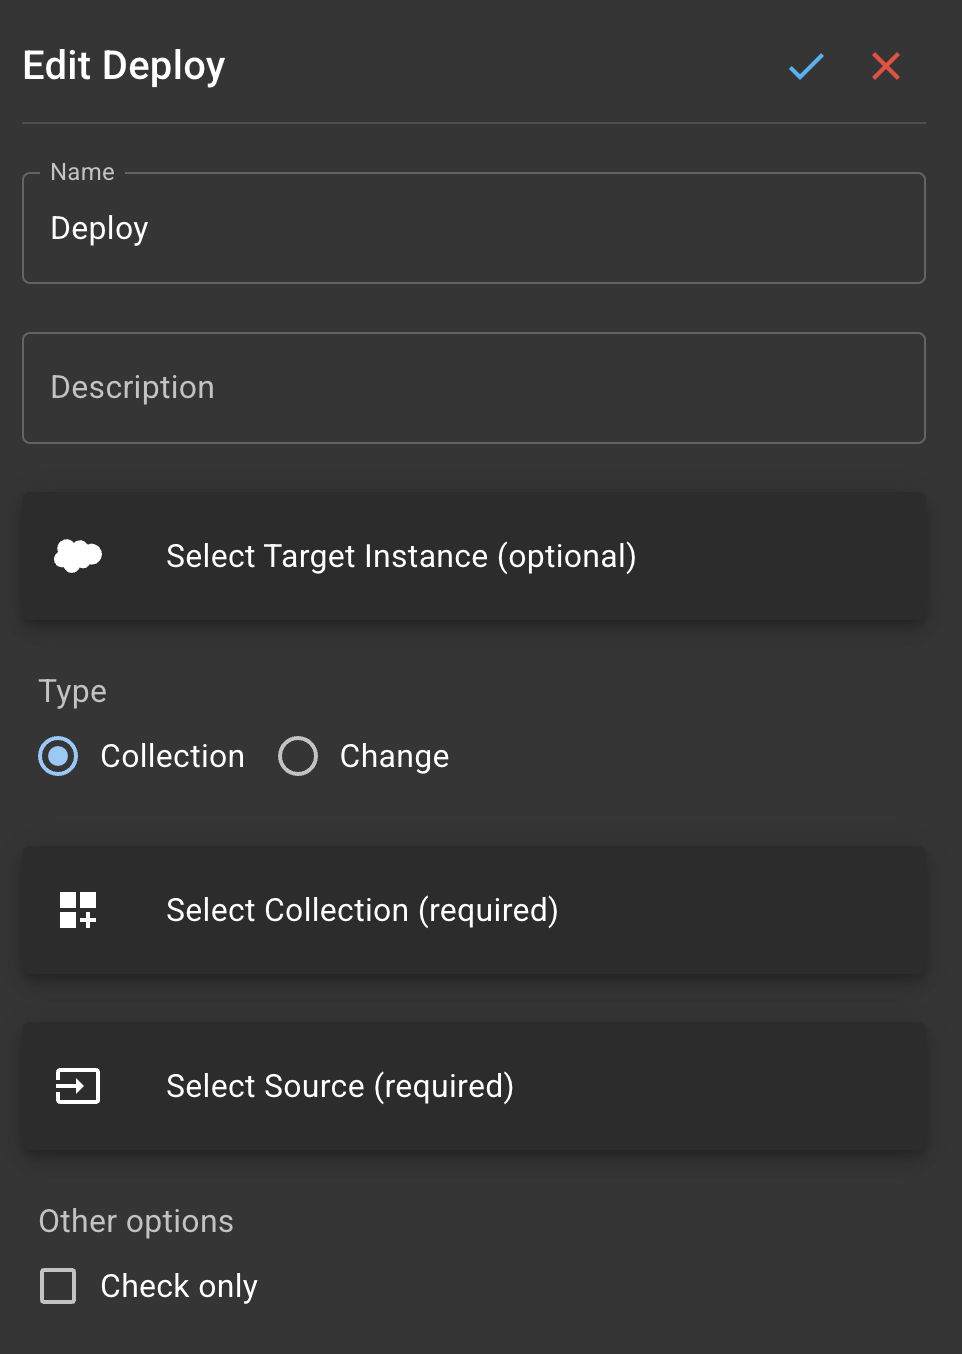 Edit Deploy
Name
Deploy
Description
Select Target Instance (optional)
Type
Collection Change
Select Collection (required)
Select Source (required)
Other options
Check only